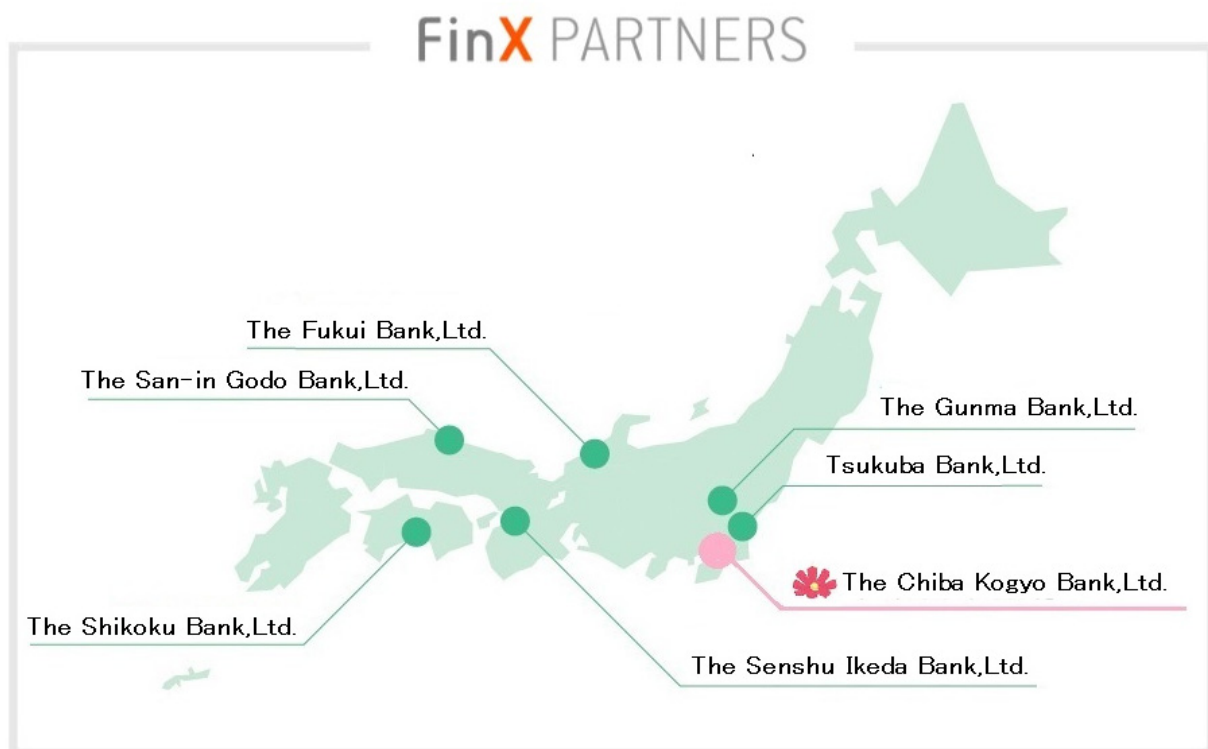 FinX PARTNERS
The Fukui Bank,Ltd.
The San-in Godo Bank,Ltd.
The Gunma Bank,Ltd.
Tsukuba Bank,Ltd.
The Chiba Kogyo Bank,Ltd.
The Shikoku Bank,Ltd.
The Senshu Ikeda Bank,Ltd.